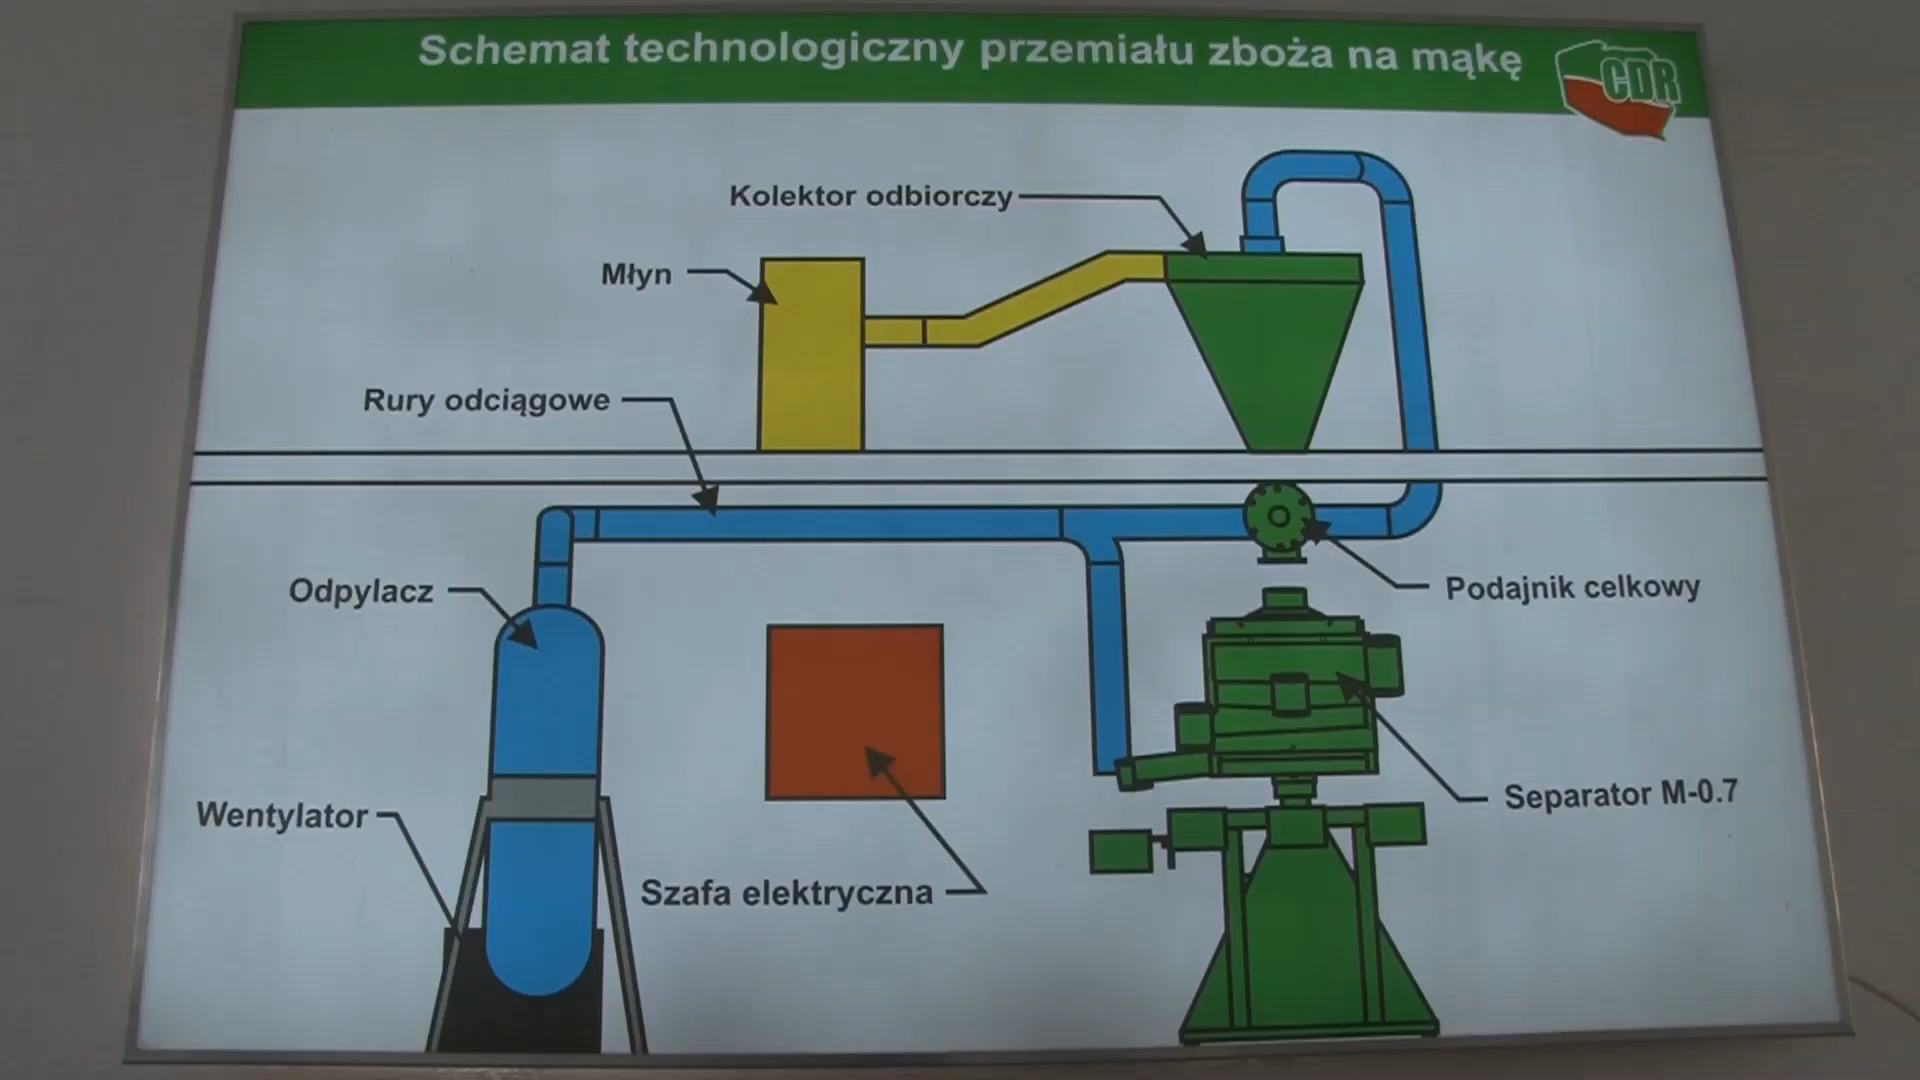 Schemat technologiczny przemiału zboża na mąkę
CDR
Kolektor odbiorczy
Młyn
Rury odciągowe
Odpylacz
Podajnik celkowy
Wentylator
Separator M-0.7
Szafa elektryczna